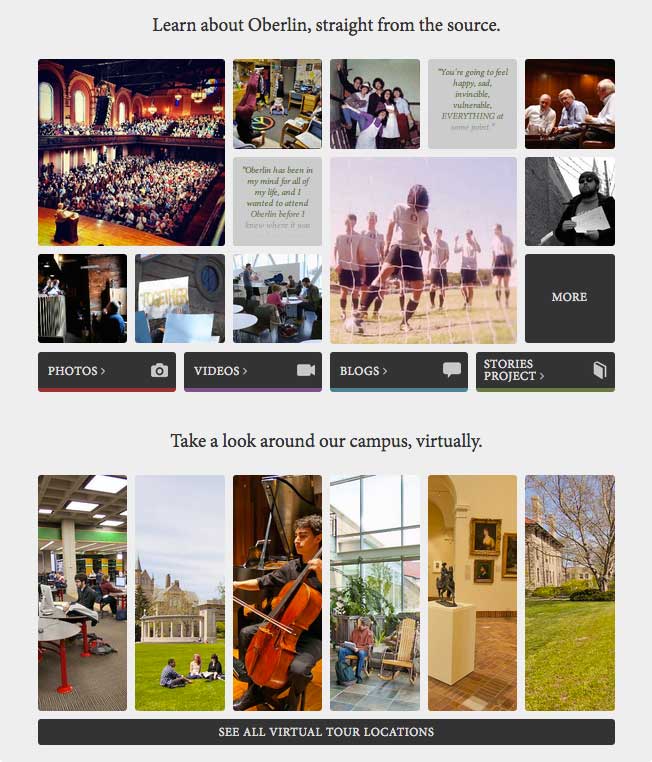 Learn about Oberlin, straight from the source.
"You're going to feel
happy, sad,
invincible,
vulnerable,
EVERYTHING at
some point."
"Oberlin has been in
my mind for all of
my life, and I
wanted to attend
Oberlin before I
knew where it was
TOGETHER
MORE
PHOTOS ›
VIDEOS ›
BLOGS ›
STORIES
PROJECT ›
Take a look around our campus, virtually.
SEE ALL VIRTUAL TOUR LOCATIONS